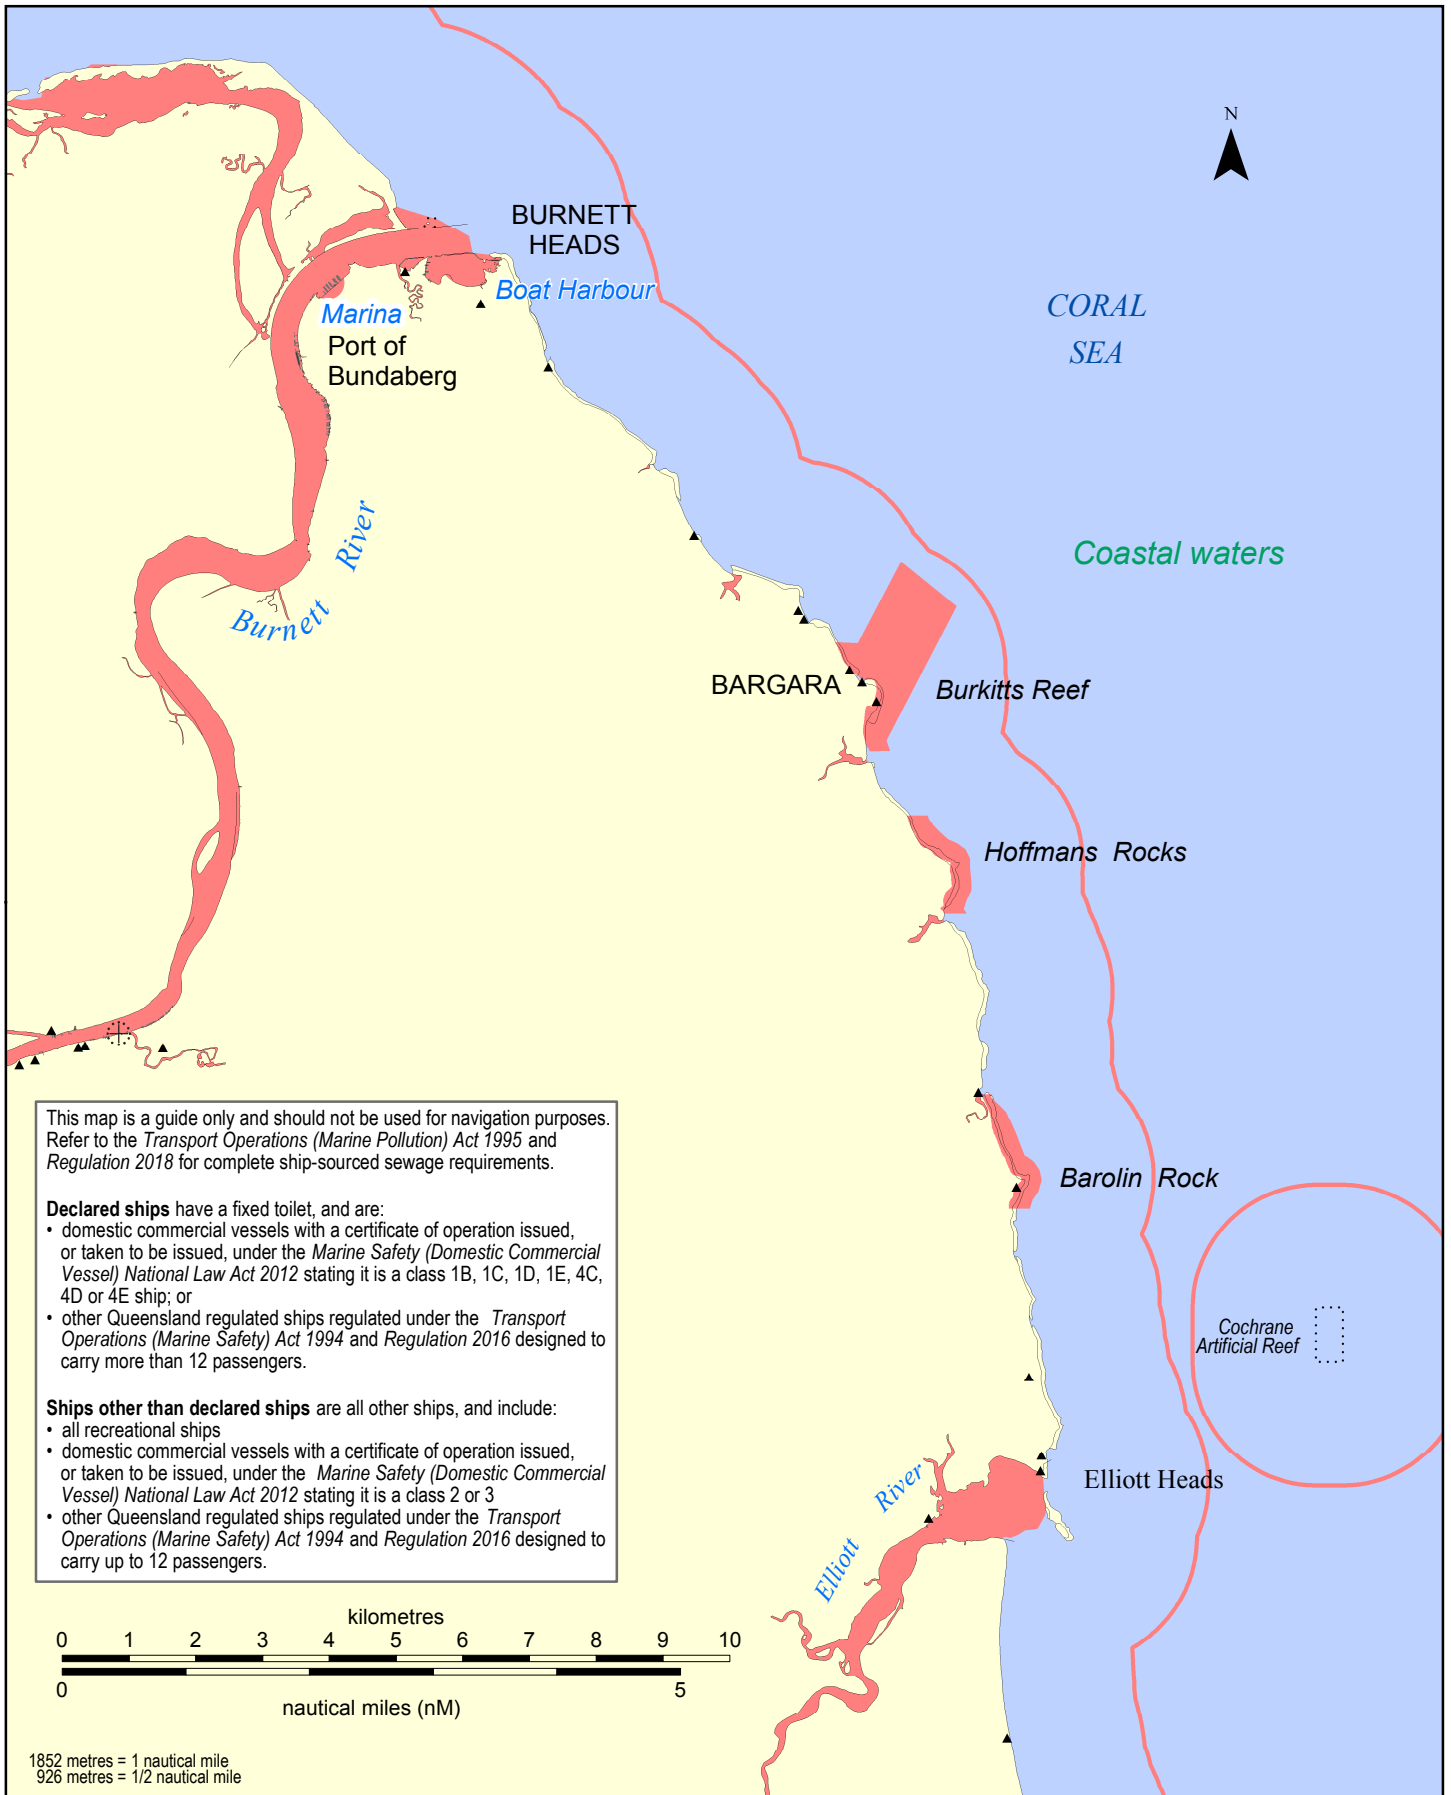 N
BURNETT
HEADS
Boat Harbour
CORAL
SEA
Marina
Port of
Bundaberg
Burnett River
Coastal waters
BARGARA
Burkitts Reef
Hoffmans Rocks
Barolin Rock
Cochrane
Artificial Reef
Elliott Heads
Elliott River
This map is a guide only and should not be used for navigation purposes.
Refer to the Transport Operations (Marine Pollution) Act 1995 and
Regulation 2018 for complete ship-sourced sewage requirements.
Declared ships have a fixed toilet, and are:
• domestic commercial vessels with a certificate of operation issued,
or taken to be issued, under the Marine Safety (Domestic Commercial
Vessel) National Law Act 2012 stating it is a class 1B, 1C, 1D, 1E, 4C,
4D or 4E ship; or
• other Queensland regulated ships regulated under the Transport
Operations (Marine Safety) Act 1994 and Regulation 2016 designed to
carry more than 12 passengers.
Ships other than declared ships are all other ships, and include:
• all recreational ships
• domestic commercial vessels with a certificate of operation issued,
or taken to be issued, under the Marine Safety (Domestic Commercial
Vessel) National Law Act 2012 stating it is a class 2 or 3
• other Queensland regulated ships regulated under the Transport
Operations (Marine Safety) Act 1994 and Regulation 2016 designed to
carry up to 12 passengers.
kilometres
0 1 2 3 4 5 6 7 8 9 10
0 5
nautical miles (nM)
1852 metres = 1 nautical mile
926 metres = 1/2 nautical mile